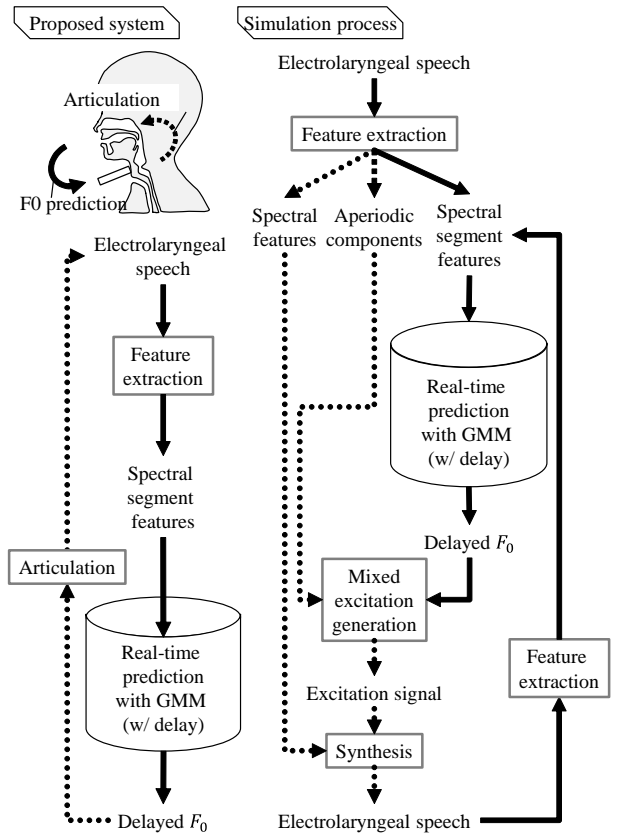 Proposed system
Articulation
F0 prediction
Electrolaryngeal
speech
Feature
extraction
Spectral
segment
features
Articulation
Real-time
prediction
with GMM
(w/ delay)
Delayed F₀
Simulation process
Electrolaryngeal speech
Feature extraction
Spectral
features
Aperiodic
components
Spectral
segment
features
Real-time
prediction
with GMM
(w/ delay)
Delayed F₀
Mixed
excitation
generation
Excitation signal
Synthesis
Electrolaryngeal speech
Feature
extraction